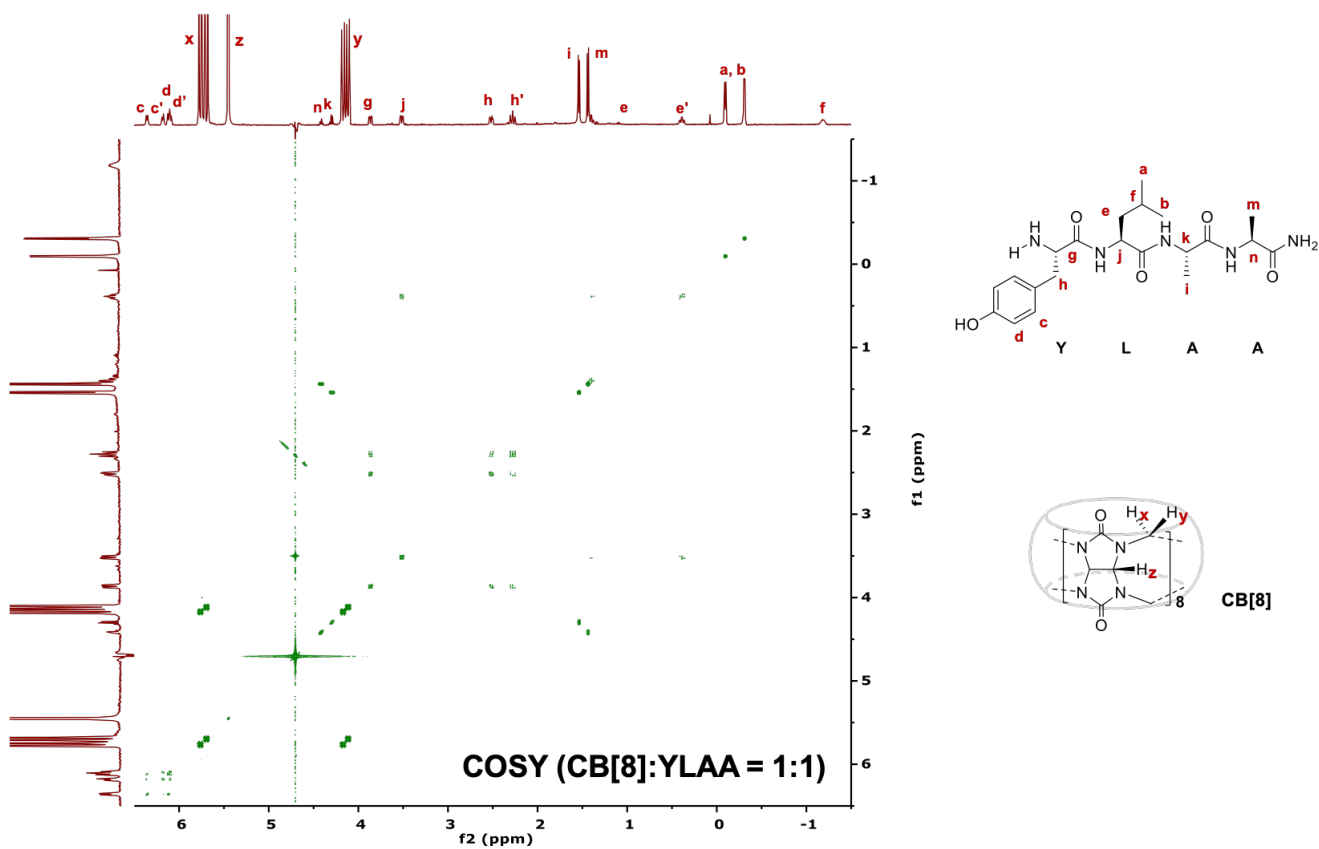 x z y i m a, b
c c' d d' n k g j h h' e e' f
-1
0
1
2
3
4
5
6
f1 (ppm)
6 5 4 3 2 1 0 -1
f2 (ppm)
COSY (CB[8]:YLAA = 1:1)
a
f
b
e
m
H
N
H
O
H
N
O
k
NH2
g
N
H
j
O
N
H
n
O
h
i
HO
c
d
Y L A A
O
H x H y
N N
H z
N N
O
8
CB[8]